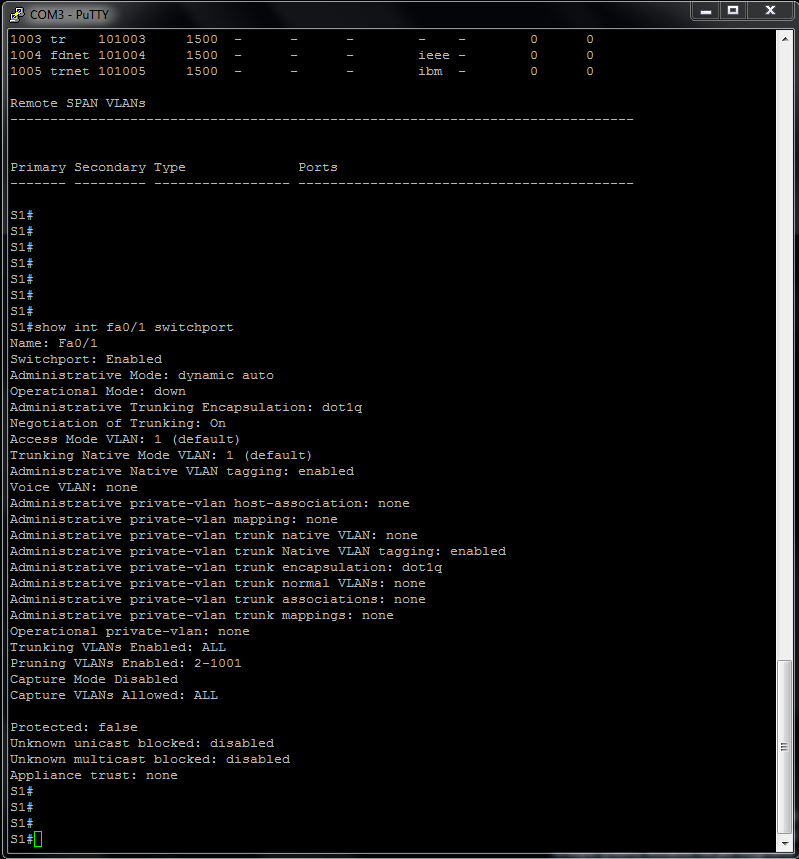 COM3 - PuTTY
1003 tr    101003     1500  -      -      -        -    -        0      0
1004 fdnet 101004     1500  -      -      -        ieee -        0      0
1005 trnet 101005     1500  -      -      -        ibm  -        0      0
Remote SPAN VLANs
------------------------------------------------------------------------------
Primary Secondary Type              Ports
------- --------- ----------------- ------------------------------------------
S1#
S1#
S1#
S1#
S1#
S1#
S1#
S1#show int fa0/1 switchport
Name: Fa0/1
Switchport: Enabled
Administrative Mode: dynamic auto
Operational Mode: down
Administrative Trunking Encapsulation: dot1q
Negotiation of Trunking: On
Access Mode VLAN: 1 (default)
Trunking Native Mode VLAN: 1 (default)
Administrative Native VLAN tagging: enabled
Voice VLAN: none
Administrative private-vlan host-association: none
Administrative private-vlan mapping: none
Administrative private-vlan trunk native VLAN: none
Administrative private-vlan trunk Native VLAN tagging: enabled
Administrative private-vlan trunk encapsulation: dot1q
Administrative private-vlan trunk normal VLANs: none
Administrative private-vlan trunk associations: none
Administrative private-vlan trunk mappings: none
Operational private-vlan: none
Trunking VLANs Enabled: ALL
Pruning VLANs Enabled: 2-1001
Capture Mode Disabled
Capture VLANs Allowed: ALL
Protected: false
Unknown unicast blocked: disabled
Unknown multicast blocked: disabled
Appliance trust: none
S1#
S1#
S1#
S1#